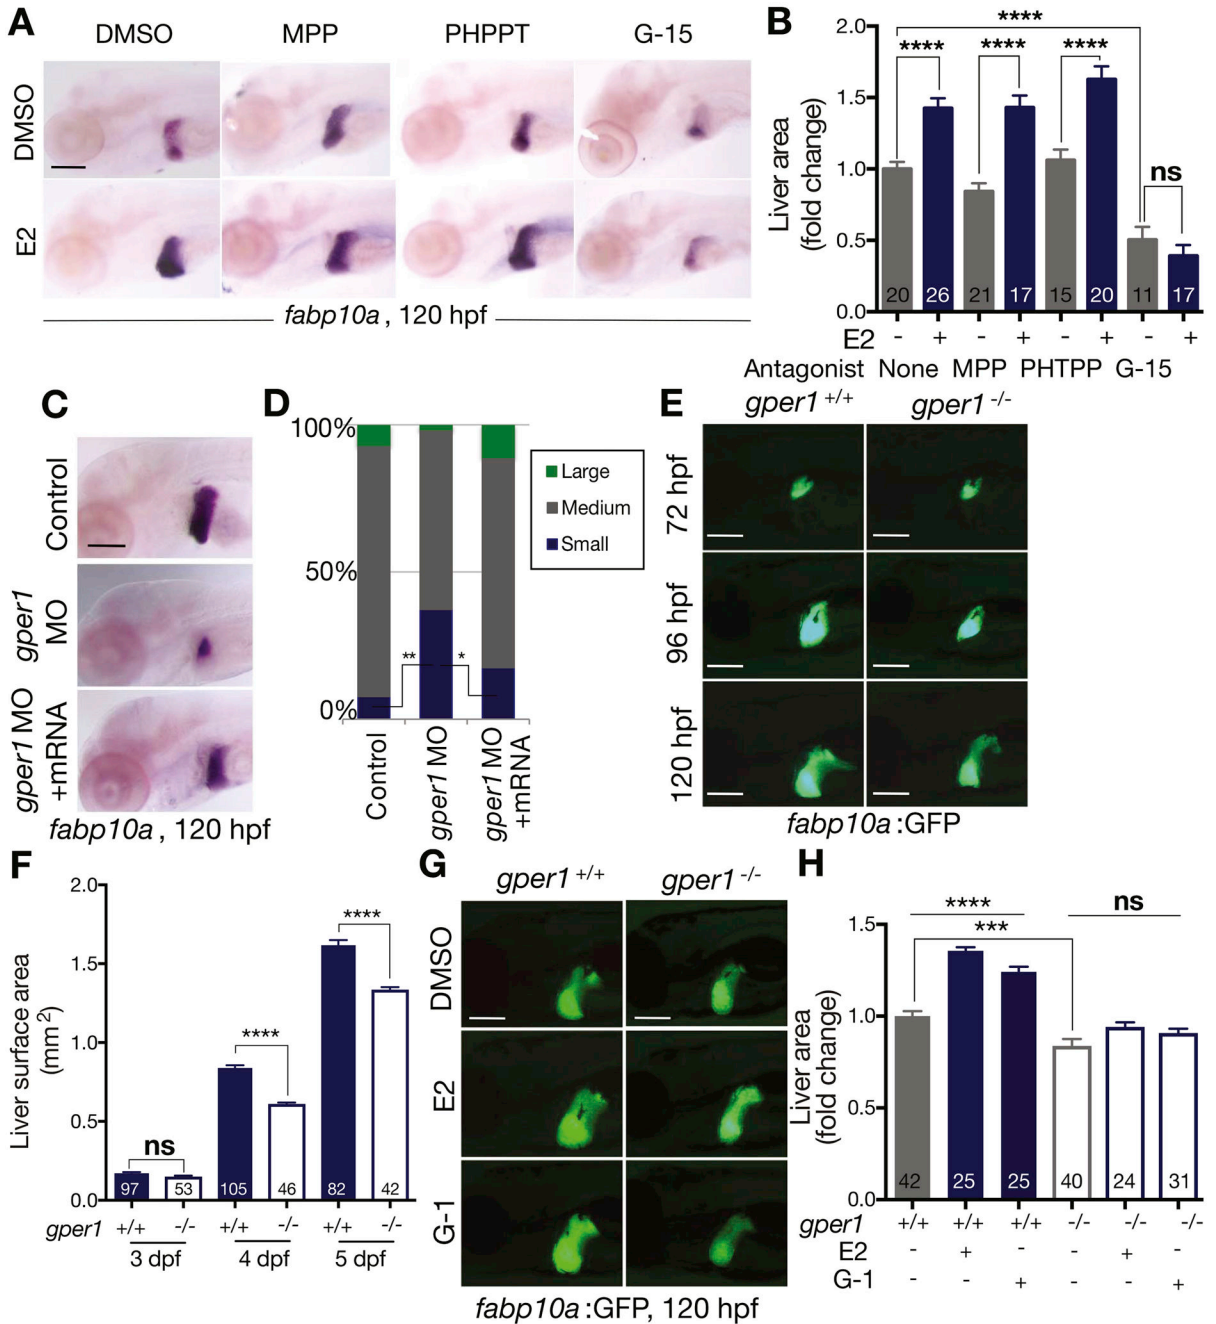 A
DMSO MPP PHPPT G-15
DMSO
E2
fabp10a , 120 hpf
B
Liver area
(fold change)
2.0
1.5
1.0
0.5
0.0
**** **** **** ****
ns
20 26 21 17 15 20 11 17
E2 - + - + - + - +
Antagonist None MPP PHTPP G-15
C
Control
gper1
MO
gper1 MO
+mRNA
fabp10a , 120 hpf
D
100%
50%
0%
** *
Large
Medium
Small
Control
gper1 MO
gper1 MO
+mRNA
E
gper1 +/+ gper1 -/-
72 hpf
96 hpf
120 hpf
fabp10a :GFP
F
Liver surface area
(mm2)
2.0
1.5
1.0
0.5
0.0
ns
****
****
97 53 105 46 82 42
gper1 +/+ -/- +/+ -/- +/+ -/-
3 dpf 4 dpf 5 dpf
G
gper1 +/+ gper1 -/-
DMSO
E2
G-1
fabp10a :GFP, 120 hpf
H
Liver area
(fold change)
1.5
1.0
0.5
0.0
****
***
ns
42 25 25 40 24 31
gper1 +/+ +/+ +/+ -/- -/- -/-
E2 - + - - + -
G-1 - - + - - +